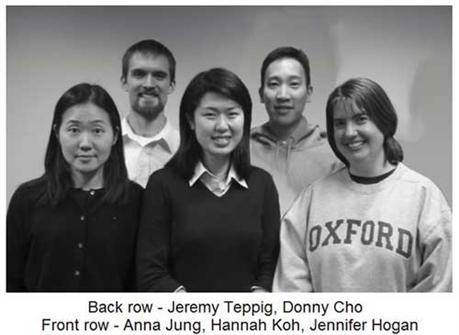 OXFORD
Back row - Jeremy Teppig, Donny Cho
Front row - Anna Jung, Hannah Koh, Jennifer Hogan